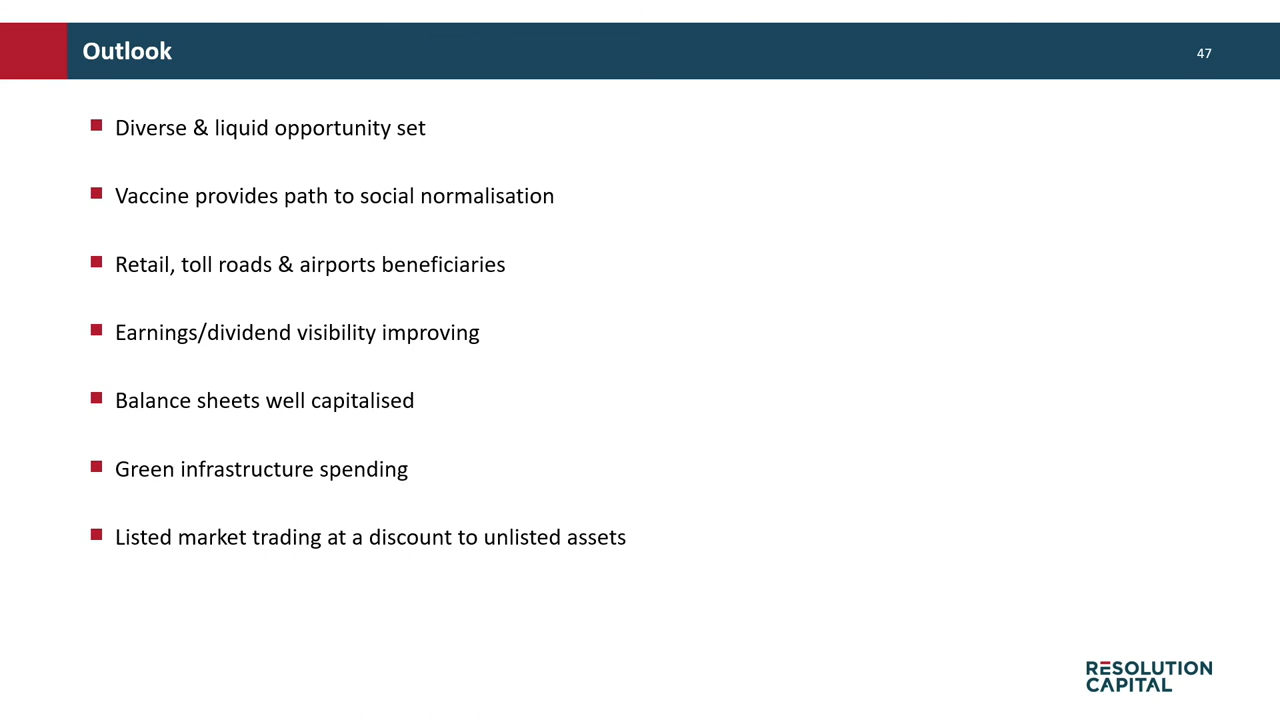 Outlook
47
Diverse & liquid opportunity set
Vaccine provides path to social normalisation
Retail, toll roads & airports beneficiaries
Earnings/dividend visibility improving
Balance sheets well capitalised
Green infrastructure spending
Listed market trading at a discount to unlisted assets
RESOLUTION
CAPITAL